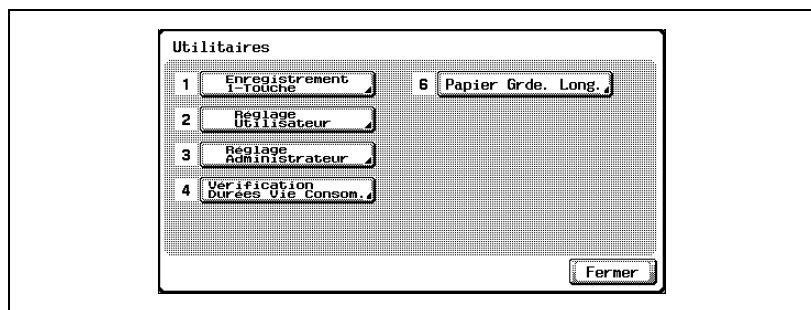 Utilitaires
1 Enregistrement
1-Touche
2 Réglage
Utilisateur
3 Réglage
Administrateur
4 Vérification
Durées Vie Consom.
6 Papier Grde. Long.
Fermer